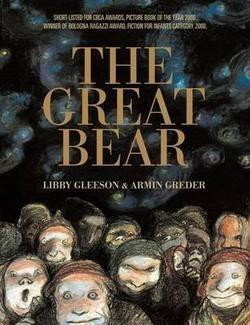 SHORT-LISTED FOR CBCA AWARDS, PICTURE BOOK OF THE YEAR 2000.
WINNER OF BOLOGNA RAGAZZI AWARD, FICTION FOR INFANTS CATEGORY 2000.
THE
GREAT
BEAR
LIBBY GLEESON & ARMIN GREDER